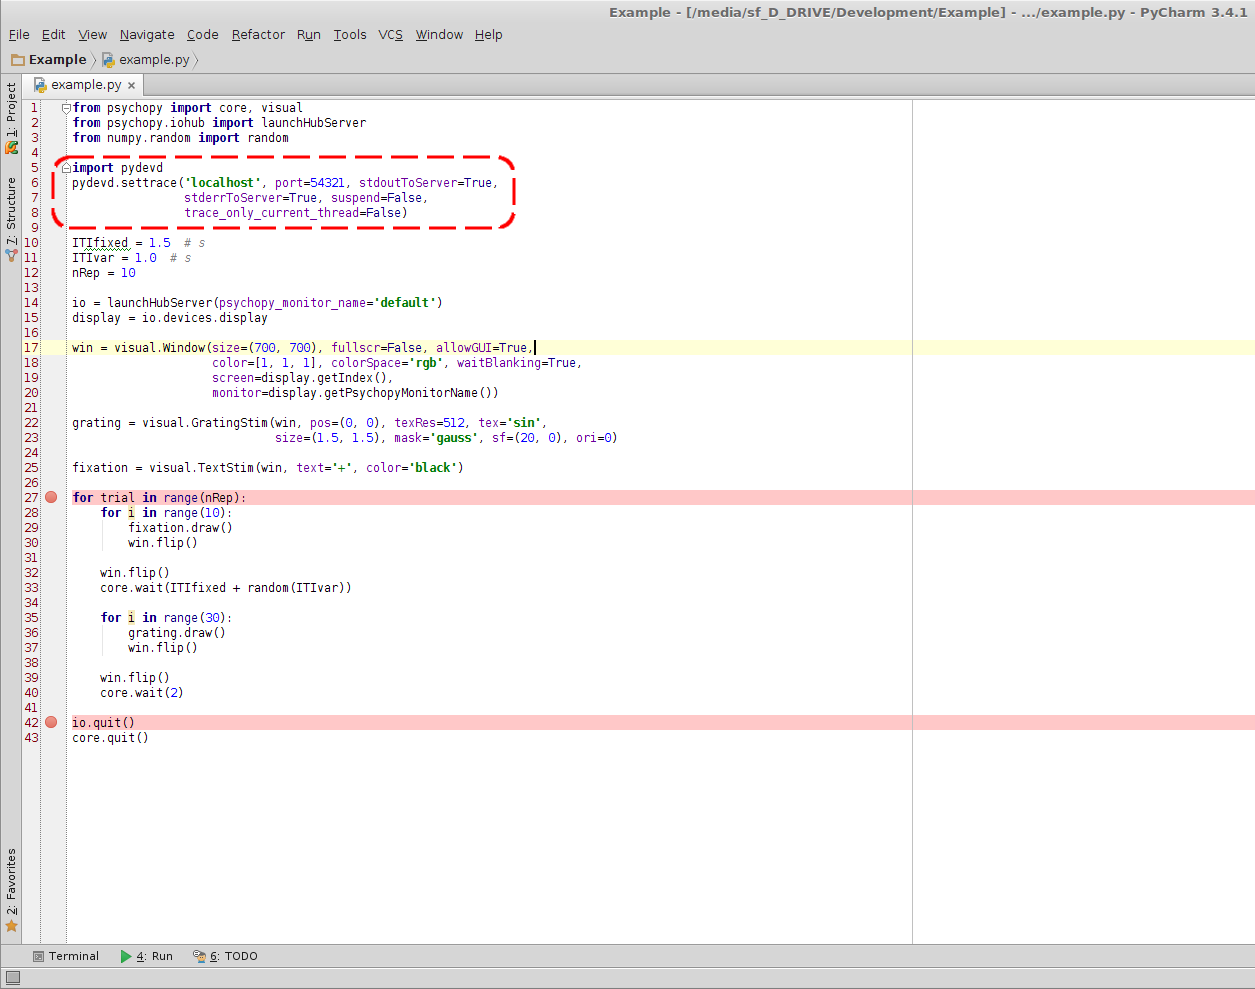 Example - [/media/sf_D_DRIVE/Development/Example] - .../example.py - PyCharm 3.4.1
File Edit View Navigate Code Refactor Run Tools VCS Window Help
Example example.py
example.py ×
1: Project
7: Structure
2: Favorites
1 from psychopy import core, visual
2 from psychopy.iohub import launchHubServer
3 from numpy.random import random
4
5 import pydevd
6 pydevd.settrace('localhost', port=54321, stdoutToServer=True,
7                 stderrToServer=True, suspend=False,
8                 trace_only_current_thread=False)
9
10 ITIfixed = 1.5  # s
11 ITIvar = 1.0  # s
12 nRep = 10
13
14 io = launchHubServer(psychopy_monitor_name='default')
15 display = io.devices.display
16
17 win = visual.Window(size=(700, 700), fullscr=False, allowGUI=True,
18                     color=[1, 1, 1], colorSpace='rgb', waitBlanking=True,
19                     screen=display.getIndex(),
20                     monitor=display.getPsychopyMonitorName())
21
22 grating = visual.GratingStim(win, pos=(0, 0), texRes=512, tex='sin',
23                              size=(1.5, 1.5), mask='gauss', sf=(20, 0), ori=0)
24
25 fixation = visual.TextStim(win, text='+', color='black')
26
27 for trial in range(nRep):
28     for i in range(10):
29         fixation.draw()
30         win.flip()
31
32     win.flip()
33     core.wait(ITIfixed + random(ITIvar))
34
35     for i in range(30):
36         grating.draw()
37         win.flip()
38
39     win.flip()
40     core.wait(2)
41
42 io.quit()
43 core.quit()
Terminal 4: Run 6: TODO